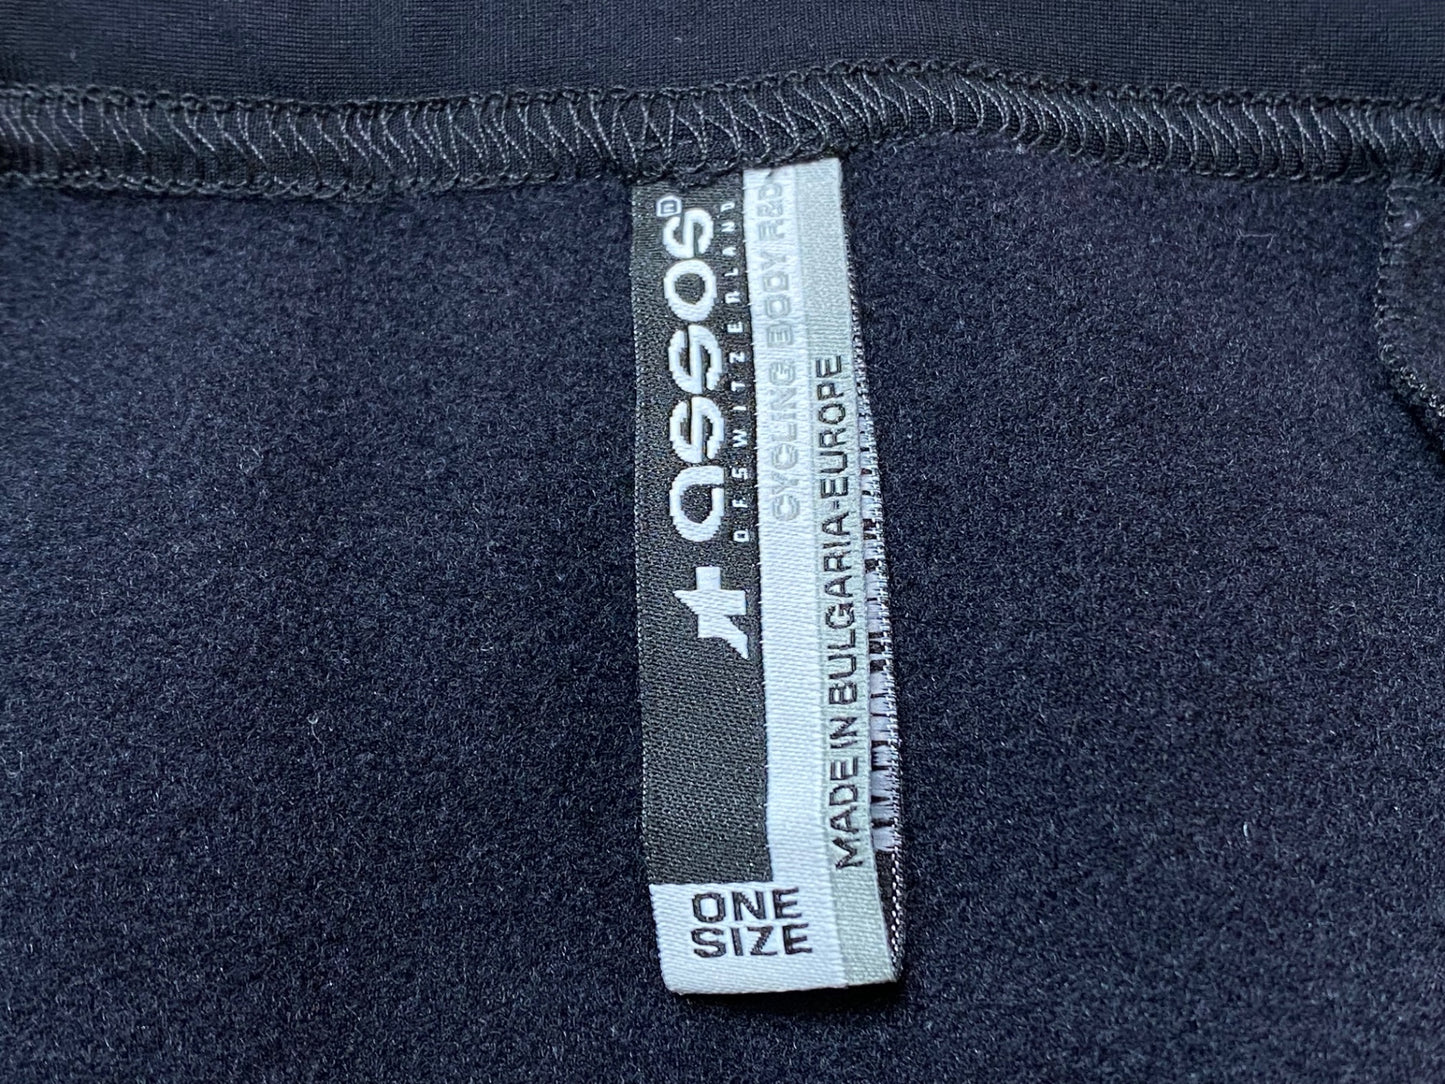 assos
OF SWITZERLAND
CYCLING BODY R&D
MADE IN BULGARIA-EUROPE
ONE
SIZE